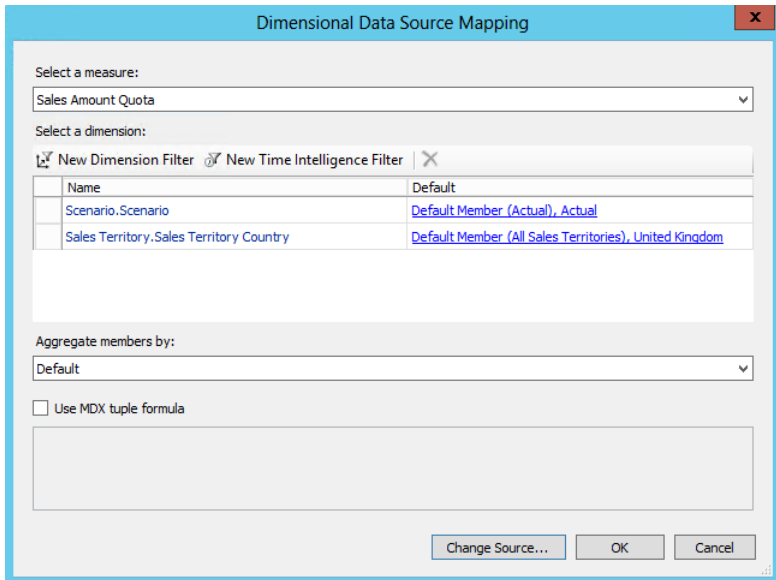 Dimensional Data Source Mapping
x
Select a measure:
Sales Amount Quota
Select a dimension:
New Dimension Filter New Time Intelligence Filter
Name Default
Scenario.Scenario Default Member (Actual), Actual
Sales Territory.Sales Territory Country Default Member (All Sales Territories), United Kingdom
Aggregate members by:
Default
Use MDX tuple formula
Change Source... OK Cancel